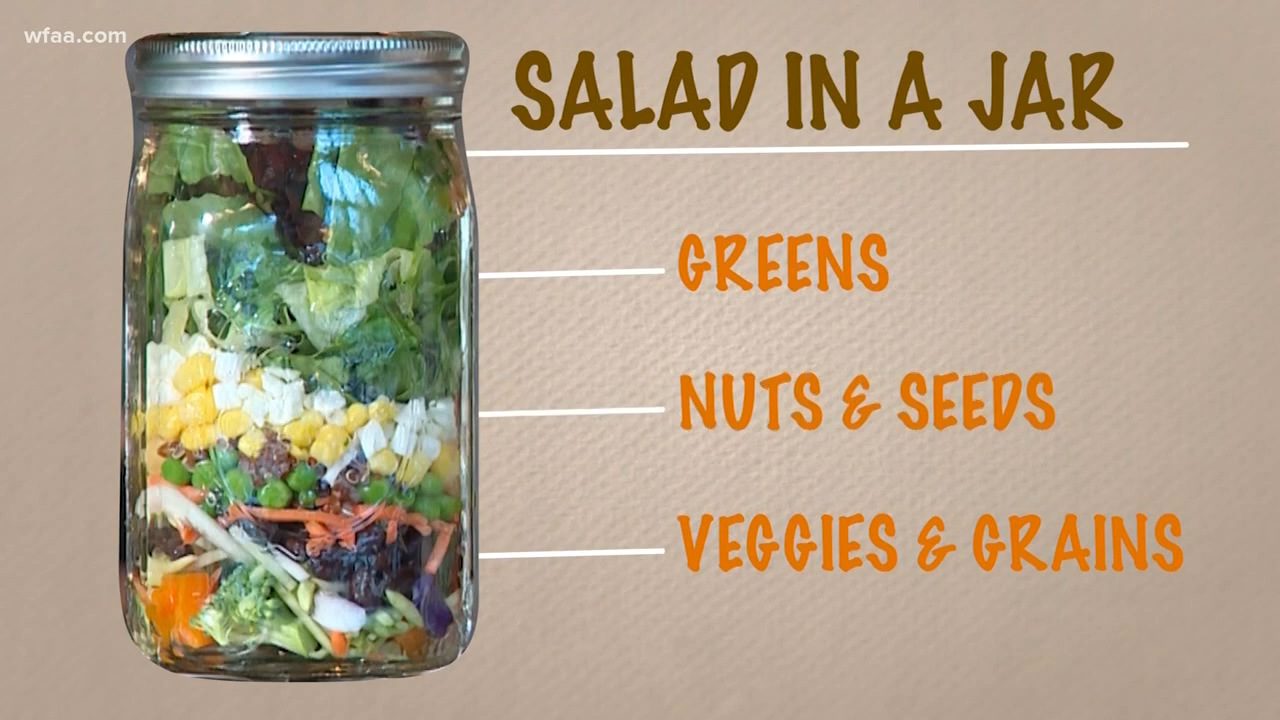 wfaa.com
SALAD IN A JAR
GREENS
NUTS & SEEDS
VEGGIES & GRAINS